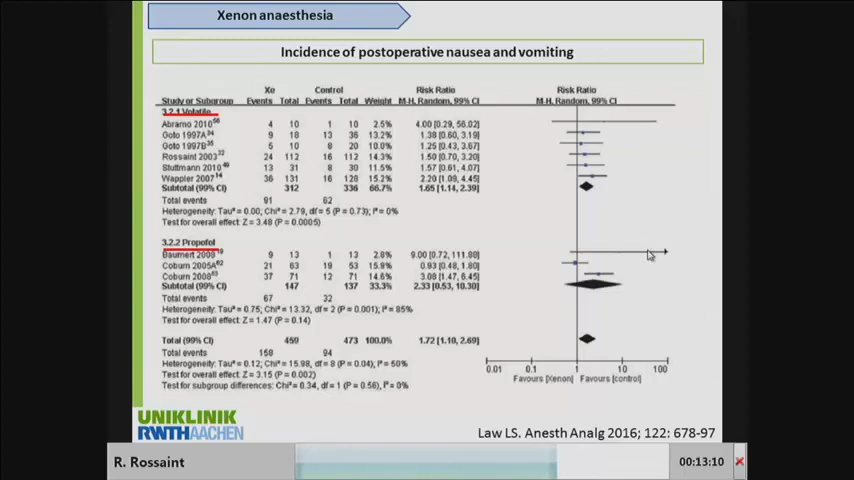 Xenon anaesthesia
Incidence of postoperative nausea and vomiting
Xe Control Risk Ratio Risk Ratio
Study or Subgroup Events Total Events Total Weight M-H, Random, 99% CI M-H, Random, 99% CI
3.2.1 Volatile
Abramo 2010 4 10 1 10 2.5% 4.00 [0.29, 56.02]
Goto 1997A 9 18 13 36 13.2% 1.38 [0.60, 3.19]
Goto 1997B 10 20 8 20 1.25 [0.43, 3.67]
Rossaint 2003 24 112 16 112 14.3% 1.50 [0.70, 3.20]
Stuttmann 2010 13 31 8 30 1.57 [0.61, 4.07]
Wappler 2007 36 131 16 128 15.2% 2.20 [1.09, 4.45]
Subtotal (99% CI) 312 336 66.7% 1.65 [1.14, 2.39]
Total events 91 62
Heterogeneity: Tau² = 0.00; Chi² = 2.79, df = 5 (P = 0.73); I² = 0%
Test for overall effect: Z = 3.48 (P = 0.0005)
3.2.2 Propofol
Baumert 2008 9 13 1 13 2.8% 9.00 [0.72, 111.88]
Coburn 2005A 21 63 19 53 15.9% 0.93 [0.48, 1.80]
Coburn 2008 37 71 12 71 14.6% 3.08 [1.47, 6.45]
Subtotal (99% CI) 147 137 33.3% 2.33 [0.53, 10.30]
Total events 67 32
Heterogeneity: Tau² = 0.75; Chi² = 13.32, df = 2 (P = 0.001); I² = 85%
Test for overall effect: Z = 1.47 (P = 0.14)
Total (99% CI) 459 473 100.0% 1.72 [1.10, 2.69]
Total events 158 94
Heterogeneity: Tau² = 0.12; Chi² = 15.98, df = 8 (P = 0.04); I² = 50%
Test for overall effect: Z = 3.15 (P = 0.002)
Test for subgroup differences: Chi² = 0.34, df = 1 (P = 0.56), I² = 0%
0.01 0.1 1 10 100
Favours [Xenon] Favours [control]
UNIKLINIK
RWTHAACHEN
Law LS. Anesth Analg 2016; 122: 678-97
R. Rossaint
00:13:10